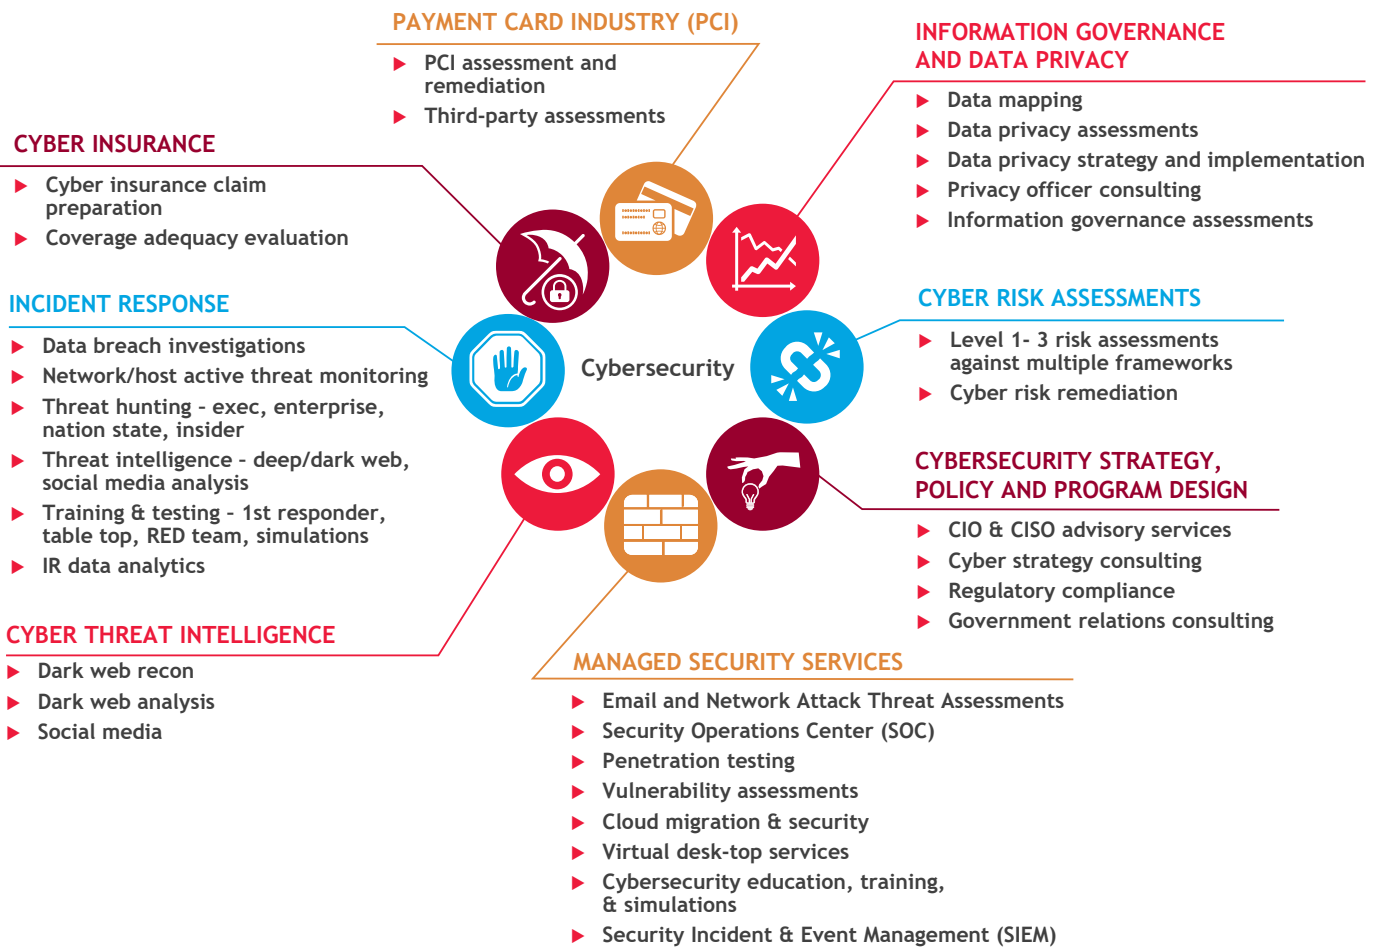 PAYMENT CARD INDUSTRY (PCI)
PCI assessment and
remediation
Third-party assessments
INFORMATION GOVERNANCE
AND DATA PRIVACY
Data mapping
Data privacy assessments
Data privacy strategy and implementation
Privacy officer consulting
Information governance assessments
CYBER INSURANCE
Cyber insurance claim
preparation
Coverage adequacy evaluation
INCIDENT RESPONSE
Data breach investigations
Network/host active threat monitoring
Threat hunting – exec, enterprise,
nation state, insider
Threat intelligence – deep/dark web,
social media analysis
Training & testing – 1st responder,
table top, RED team, simulations
IR data analytics
Cybersecurity
CYBER RISK ASSESSMENTS
Level 1- 3 risk assessments
against multiple frameworks
Cyber risk remediation
CYBERSECURITY STRATEGY,
POLICY AND PROGRAM DESIGN
CIO & CISO advisory services
Cyber strategy consulting
Regulatory compliance
Government relations consulting
CYBER THREAT INTELLIGENCE
Dark web recon
Dark web analysis
Social media
MANAGED SECURITY SERVICES
Email and Network Attack Threat Assessments
Security Operations Center (SOC)
Penetration testing
Vulnerability assessments
Cloud migration & security
Virtual desk-top services
Cybersecurity education, training,
& simulations
Security Incident & Event Management (SIEM)